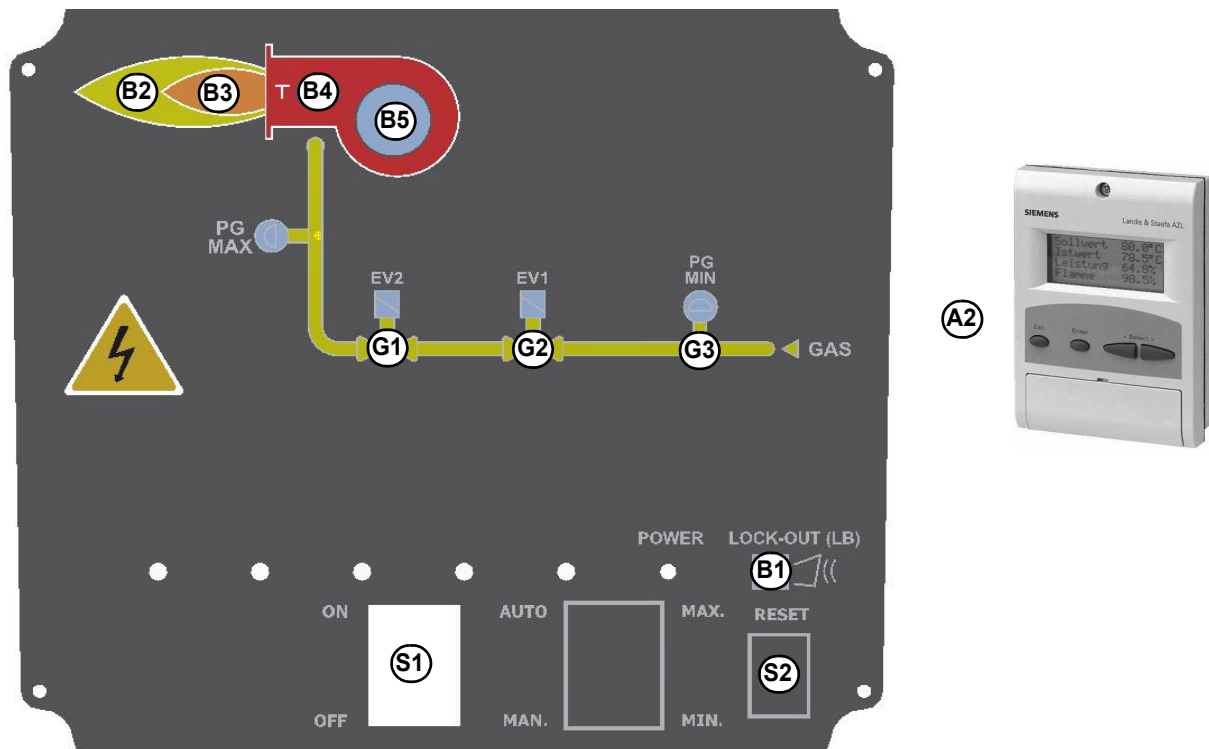 B2
B3
T
B4
B5
PG
MAX
EV2
EV1
PG
MIN
G1
G2
G3
GAS
SIEMENS
Landis & Staefa AZL
Sollwert 80.0°C
Istwert 78.5°C
Leistung 64.8%
Flamme 98.5%
Esc
Enter
< Select >
A2
POWER
LOCK-OUT (LB)
B1
ON
AUTO
MAX.
RESET
S1
S2
OFF
MAN.
MIN.